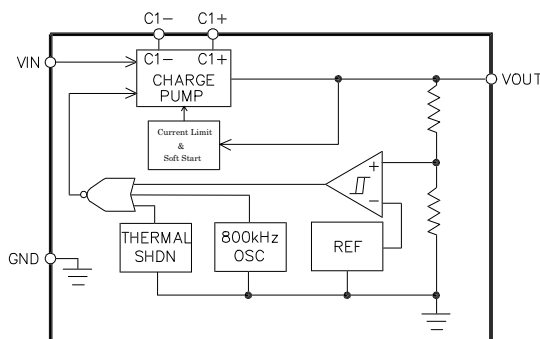 C1− C1+
VIN
C1− C1+
CHARGE
PUMP
VOUT
Current Limit
&
Soft Start
+
−
THERMAL
SHDN
800kHz
OSC
REF
GND